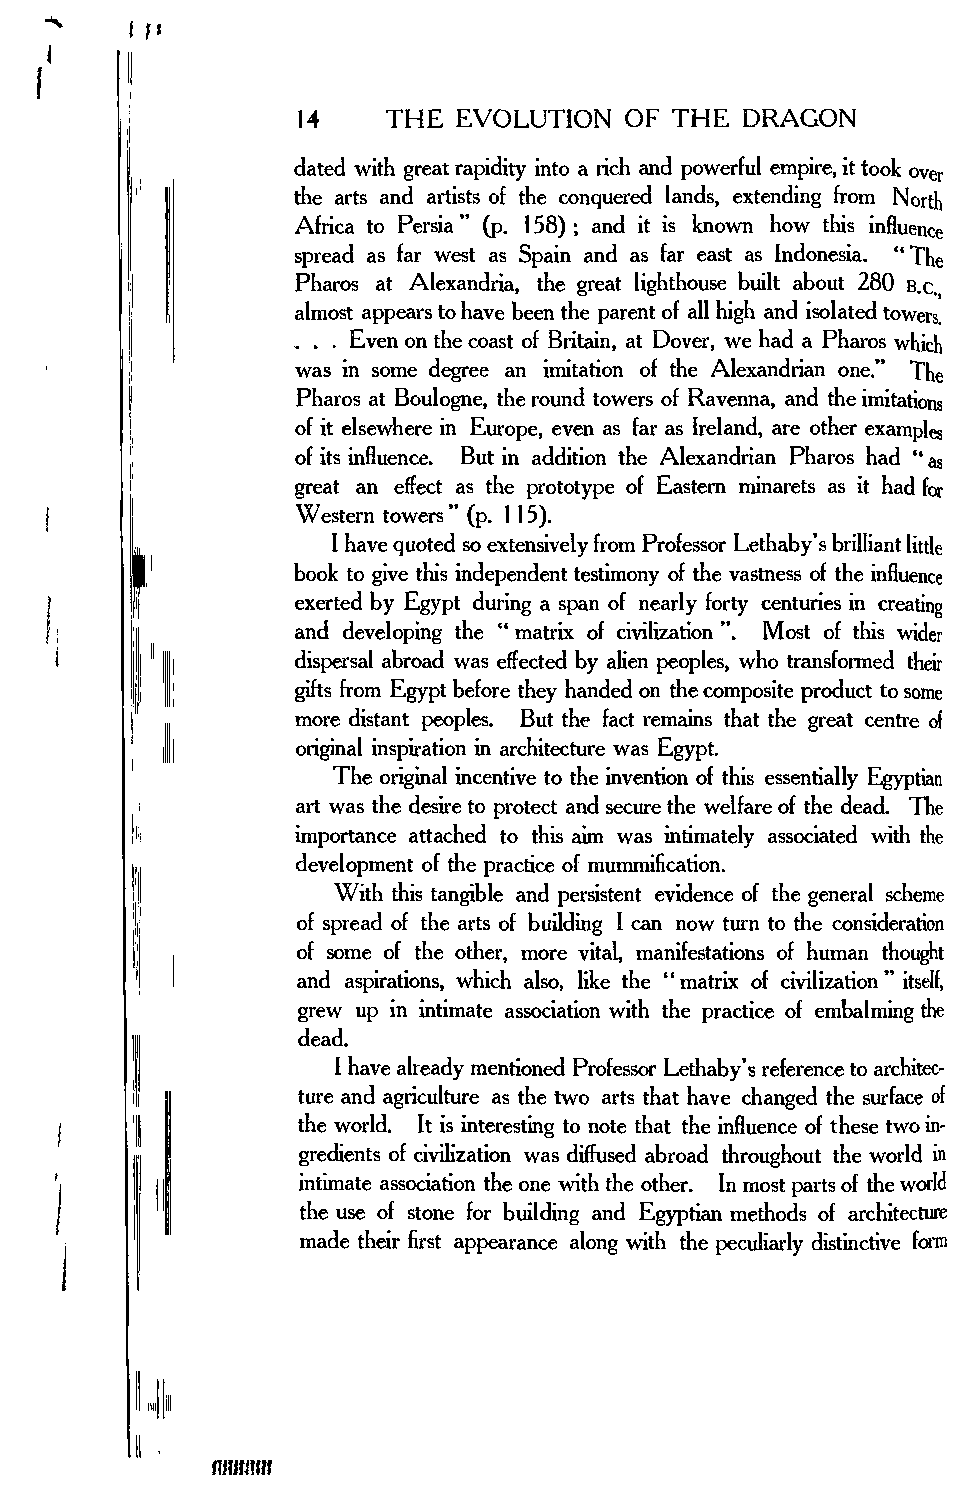 14 THE EVOLUTION OF THE DRAGON
dated with great rapidity into a rich and powerful empire, it took over
the arts and artists of the conquered lands, extending from North
Africa to Persia" (p. 158); and it is known how this influence
spread as far west as Spain and as far east as Indonesia. "The
Pharos at Alexandria, the great lighthouse built about 280 B.C.,
almost appears to have been the parent of all high and isolated towers.
. . . Even on the coast of Britain, at Dover, we had a Pharos which
was in some degree an imitation of the Alexandrian one." The
Pharos at Boulogne, the round towers of Ravenna, and the imitations
of it elsewhere in Europe, even as far as Ireland, are other examples
of its influence. But in addition the Alexandrian Pharos had "as
great an effect as the prototype of Eastern minarets as it had for
Western towers" (p. 115).
I have quoted so extensively from Professor Lethaby's brilliant little
book to give this independent testimony of the vastness of the influence
exerted by Egypt during a span of nearly forty centuries in creating
and developing the "matrix of civilization". Most of this wider
dispersal abroad was effected by alien peoples, who transformed their
gifts from Egypt before they handed on the composite product to some
more distant peoples. But the fact remains that the great centre of
original inspiration in architecture was Egypt.
The original incentive to the invention of this essentially Egyptian
art was the desire to protect and secure the welfare of the dead. The
importance attached to this aim was intimately associated with the
development of the practice of mummification.
With this tangible and persistent evidence of the general scheme
of spread of the arts of building I can now turn to the consideration
of some of the other, more vital, manifestations of human thought
and aspirations, which also, like the "matrix of civilization" itself,
grew up in intimate association with the practice of embalming the
dead.
I have already mentioned Professor Lethaby's reference to architec-
ture and agriculture as the two arts that have changed the surface of
the world. It is interesting to note that the influence of these two in-
gredients of civilization was diffused abroad throughout the world in
intimate association the one with the other. In most parts of the world
the use of stone for building and Egyptian methods of architecture
made their first appearance along with the peculiarly distinctive form